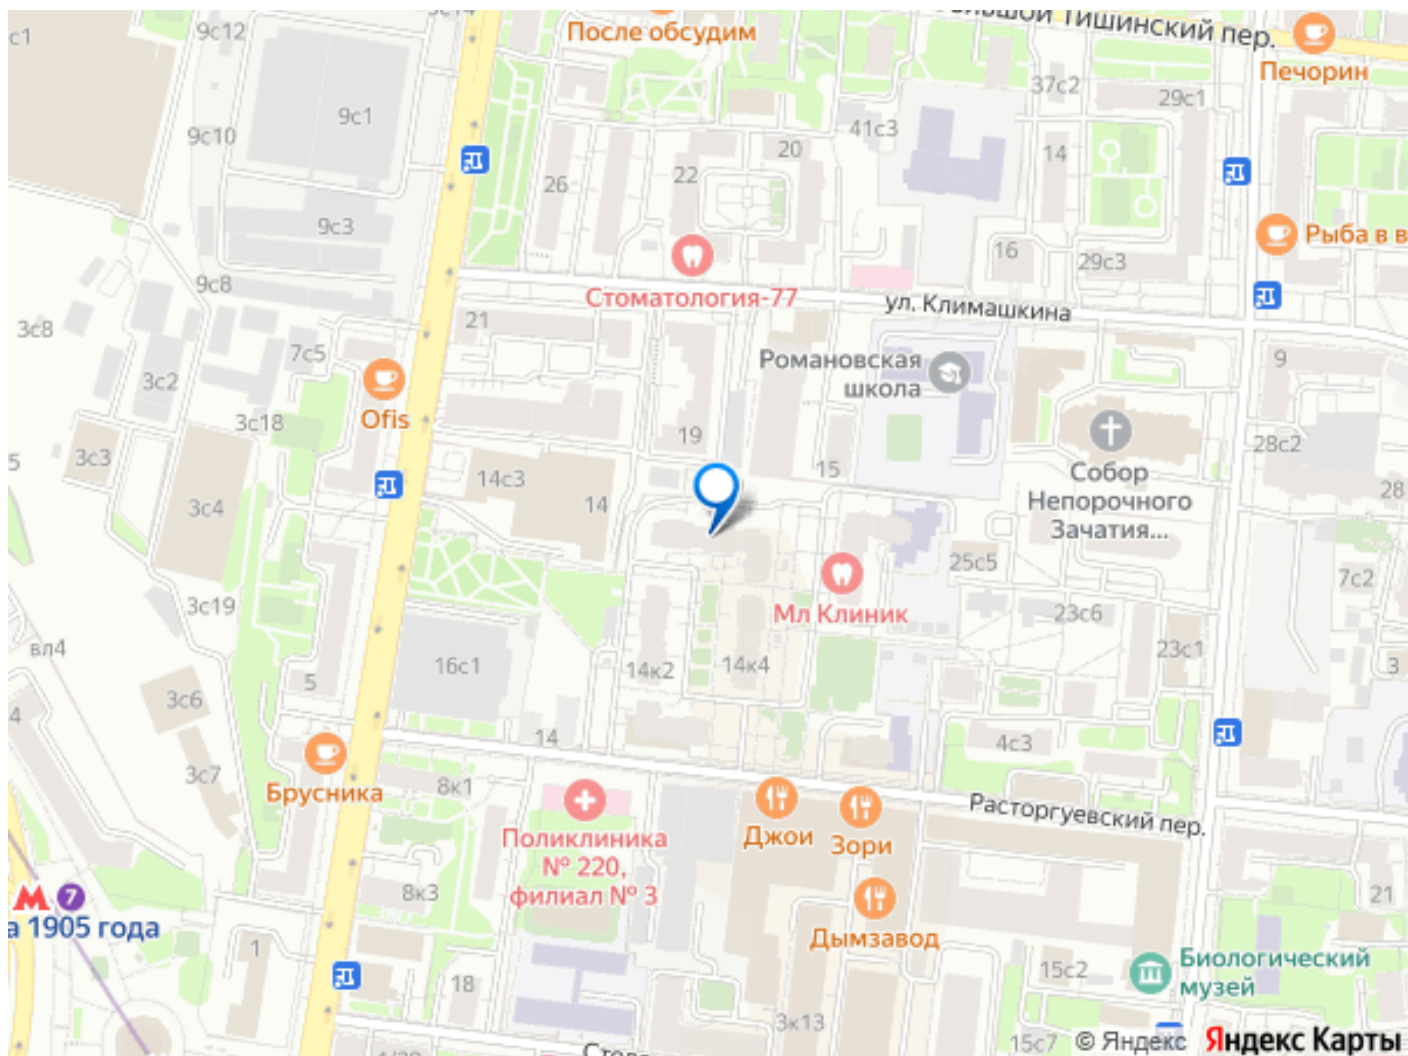 с1
9с12
После обсудим
Тишинский пер.
Печорин
9с1
37с2
29с1
9с10
41с3
20
14
22
26
9с3
Рыба в в
16
29с3
9с8
Стоматология-77
ул. Климашкина
3с8
21
7с5
Романовская
школа
9
3с2
Ofis
3с18
19
28с2
3с3
15
Собор
Непорочного
Зачатия...
5
14с3
14
28
3с4
25с5
7с2
3с19
Мл Клиник
23с6
вл4
23с1
16с1
14к2
14к4
3
5
3с6
4
14
4с3
3с7
Брусника
8к1
Расторгуевский пер.
Поликлиника
№ 220,
филиал № 3
Джои
Зори
8к3
21
7
а 1905 года
Дымзавод
1
Биологический
музей
15с2
18
3к13
15с7
© Яндекс Яндекс Карты